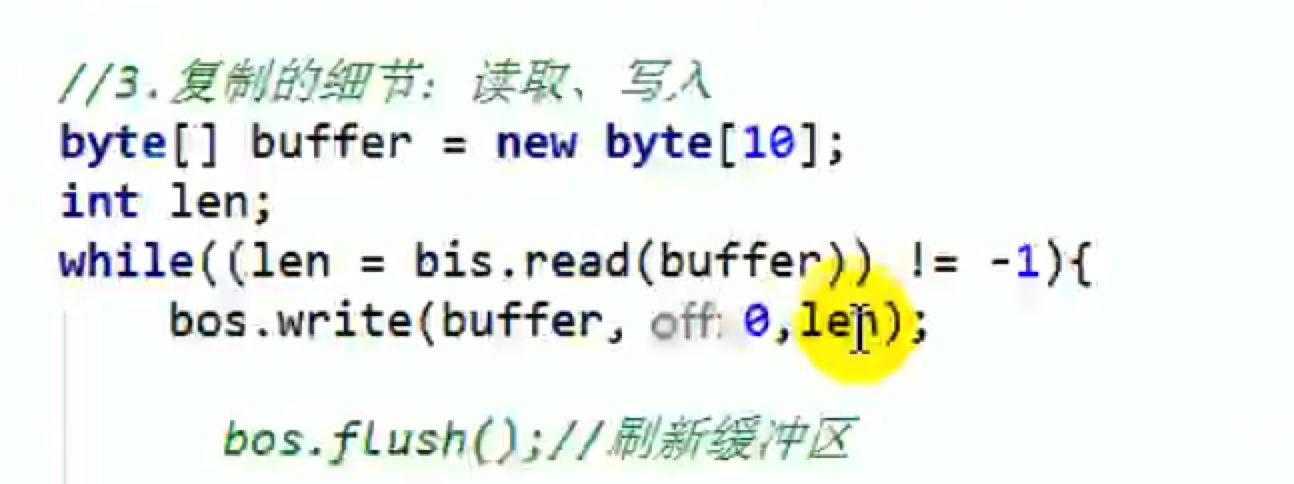 //3.复制的细节：读取、写入
byte[] buffer = new byte[10];
int len;
while((len = bis.read(buffer)) != -1){
bos.write(buffer, off: 0,len);
bos.flush();//刷新缓冲区